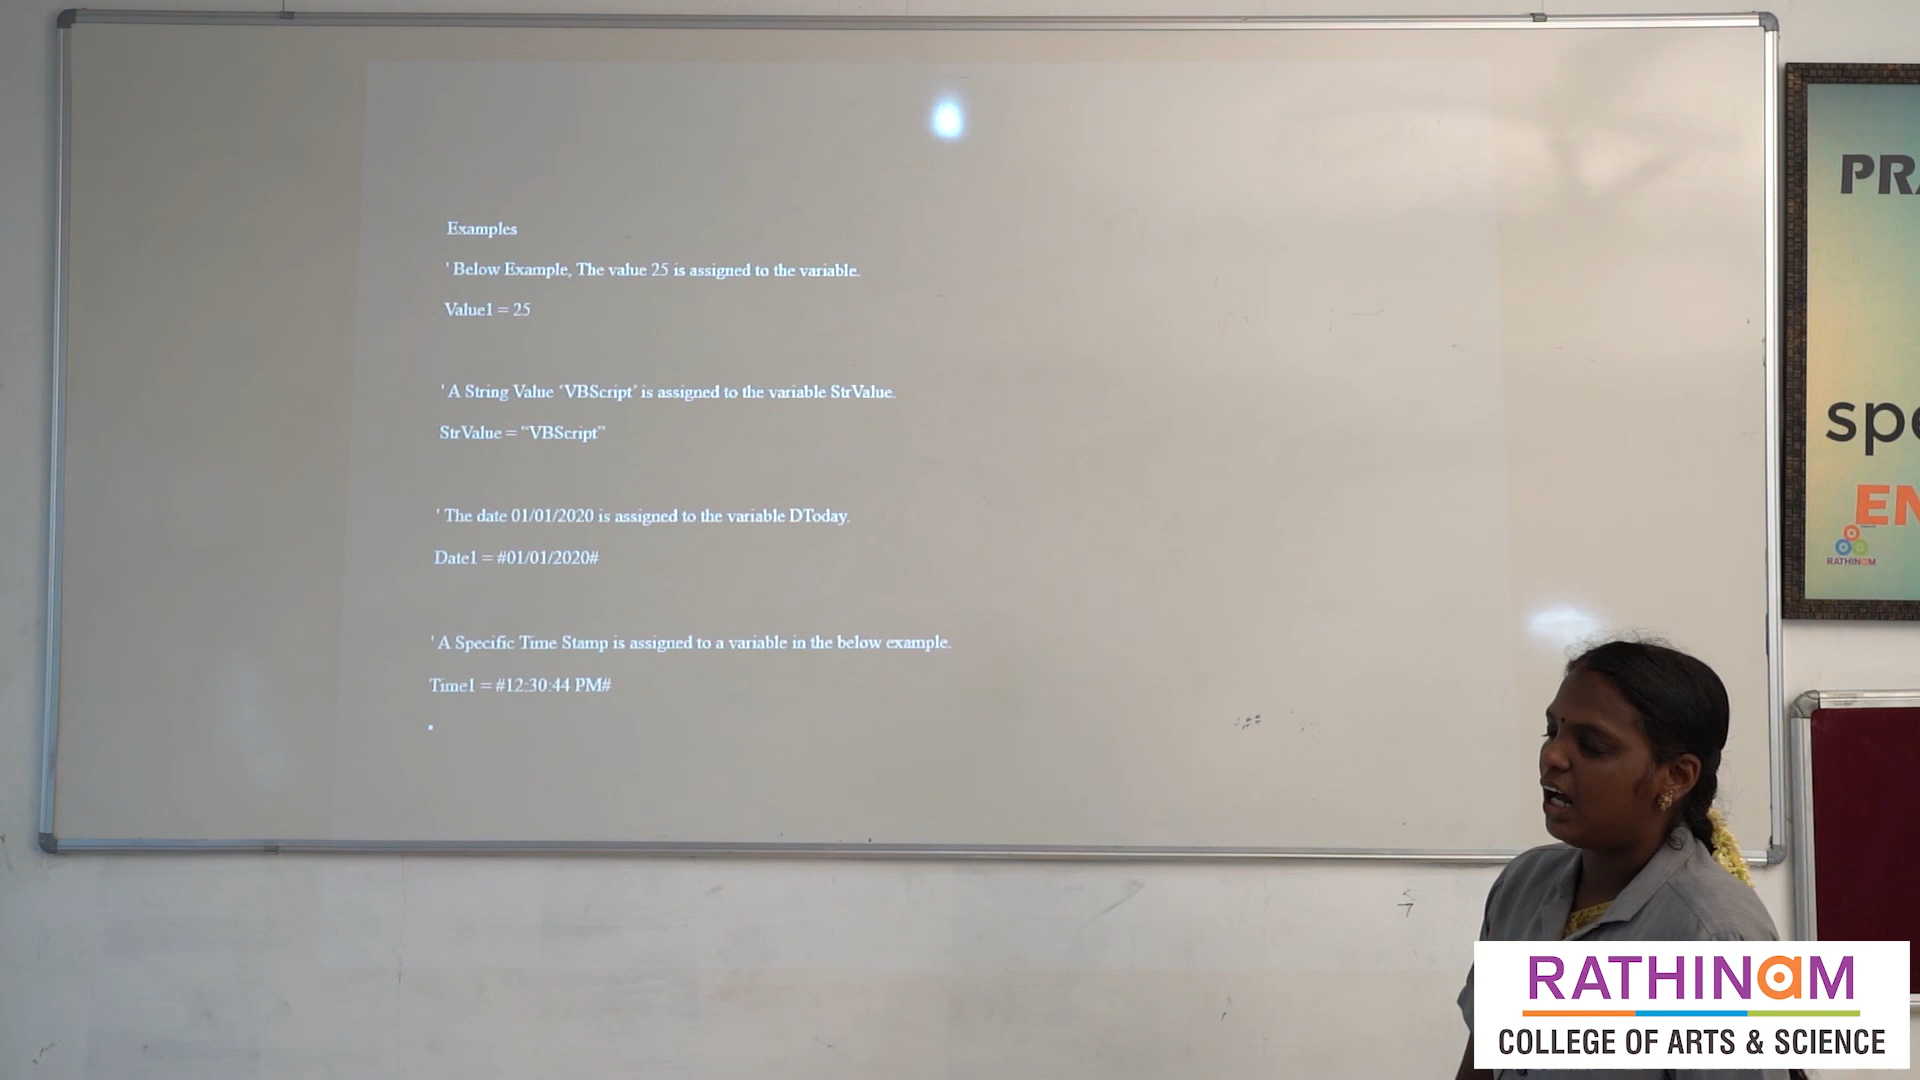 Examples
' Below Example, The value 25 is assigned to the variable.
Value1 = 25
' A String Value ‘VBScript’ is assigned to the variable StrValue.
StrValue = “VBScript”
' The date 01/01/2020 is assigned to the variable DToday.
Date1 = #01/01/2020#
' A Specific Time Stamp is assigned to a variable in the below example.
Time1 = #12:30:44 PM#
RATHINAM
RATHINAM
COLLEGE OF ARTS & SCIENCE